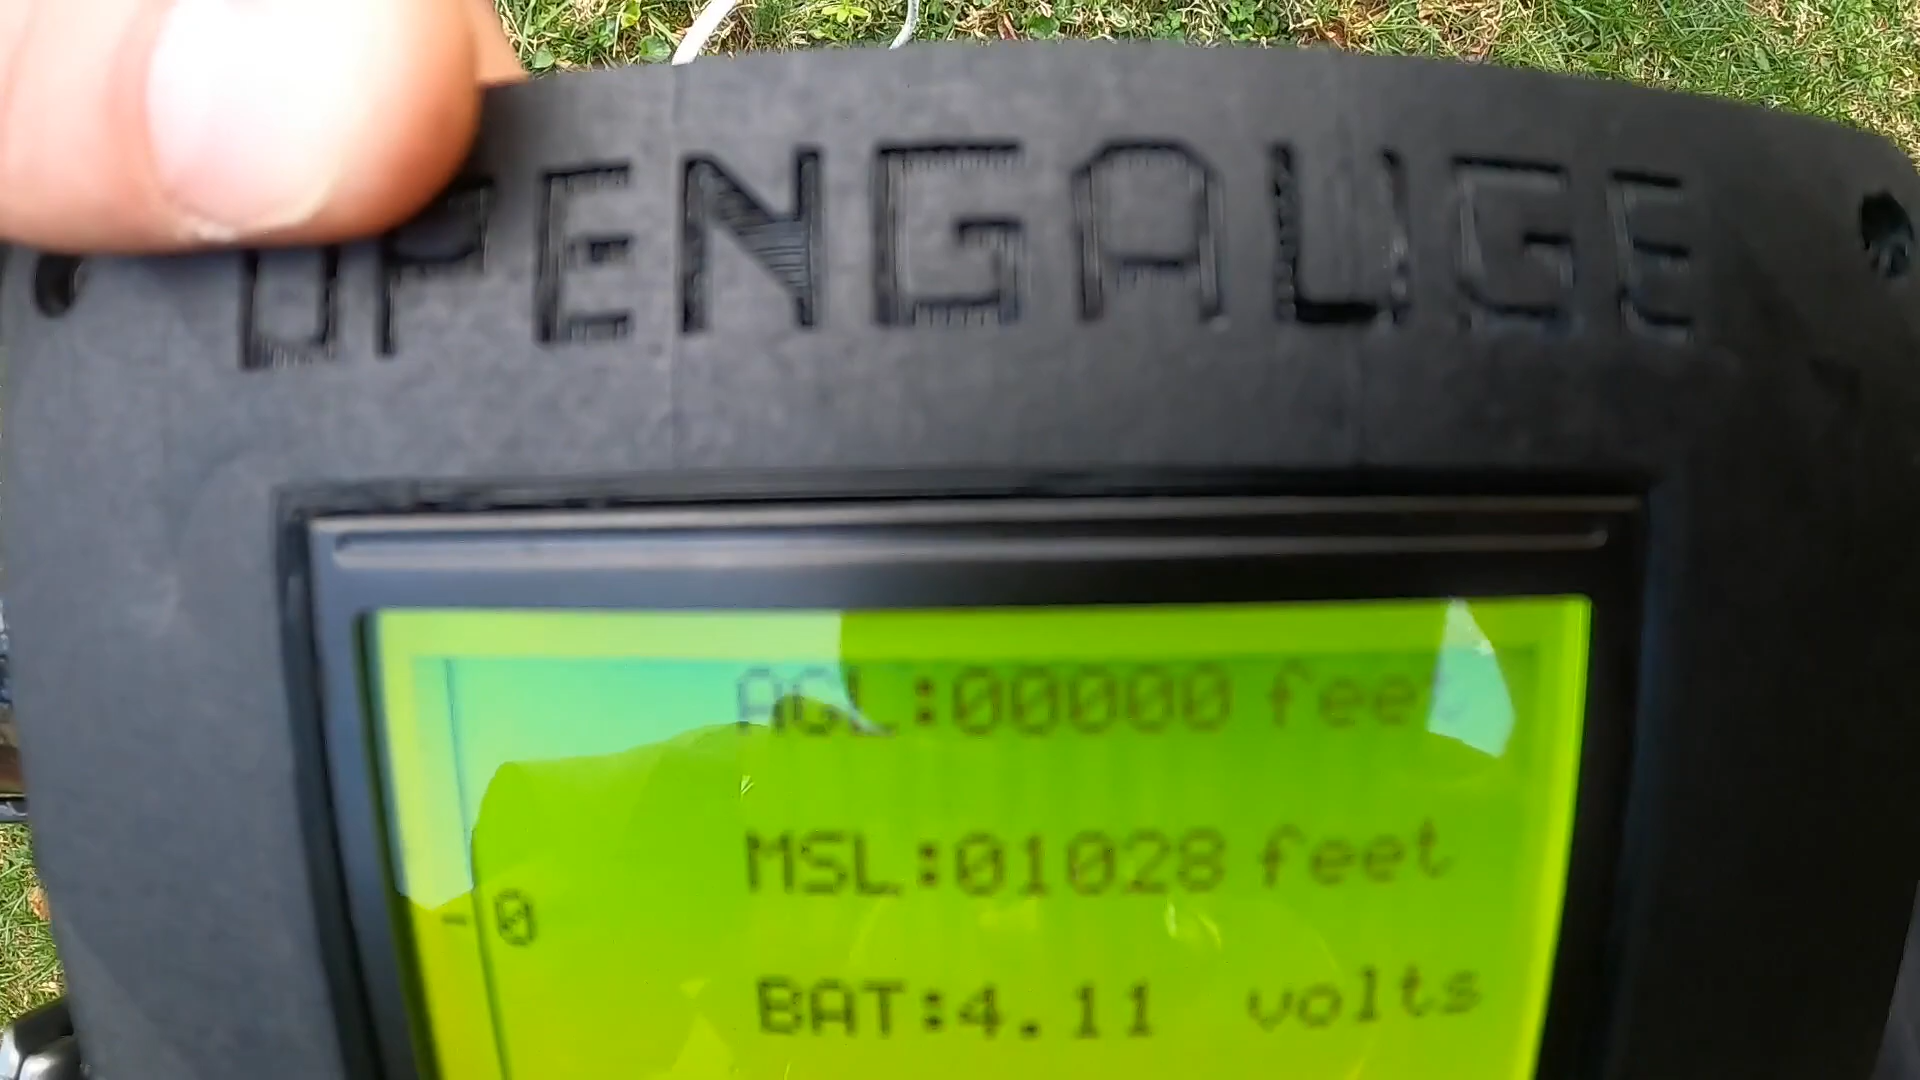 OPENGAUGE
AGL:00000 feet
MSL:01028 feet
- 0
BAT:4.11 volts